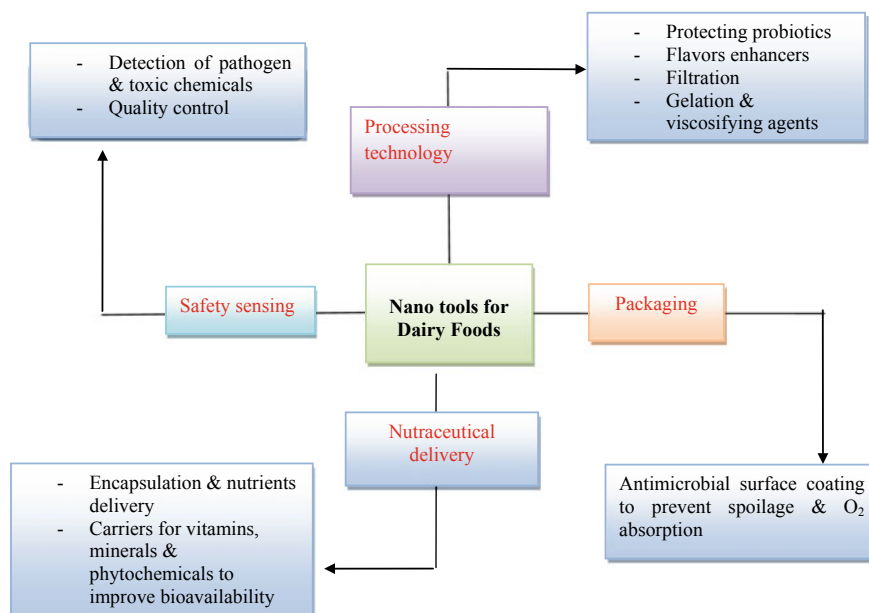 - Detection of pathogen
& toxic chemicals
- Quality control
- Protecting probiotics
- Flavors enhancers
- Filtration
- Gelation &
viscosifying agents
Processing
technology
Safety sensing
Nano tools for
Dairy Foods
Packaging
Nutraceutical
delivery
- Encapsulation & nutrients
delivery
- Carriers for vitamins,
minerals &
phytochemicals to
improve bioavailability
Antimicrobial surface coating
to prevent spoilage & O₂
absorption